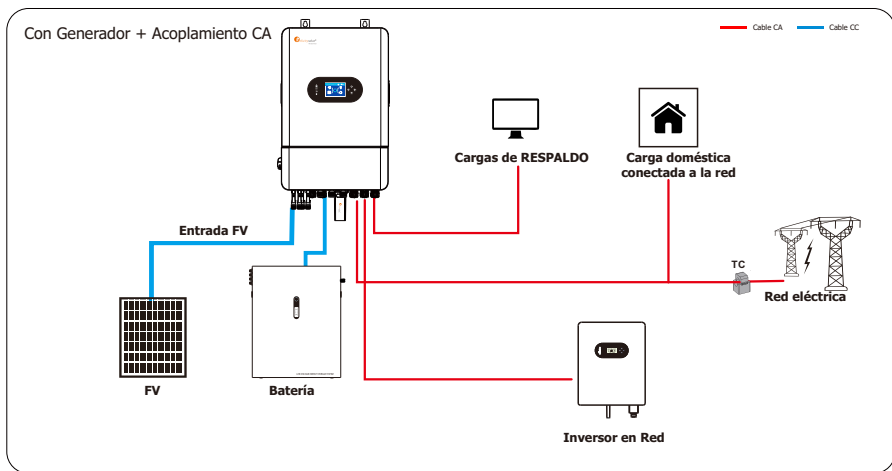 Con Generador + Acoplamiento CA
Cable CA
Cable CC
Cargas de RESPALDO
Carga doméstica
conectada a la red
Entrada FV
TC
Red eléctrica
FV
Batería
Inversor en Red